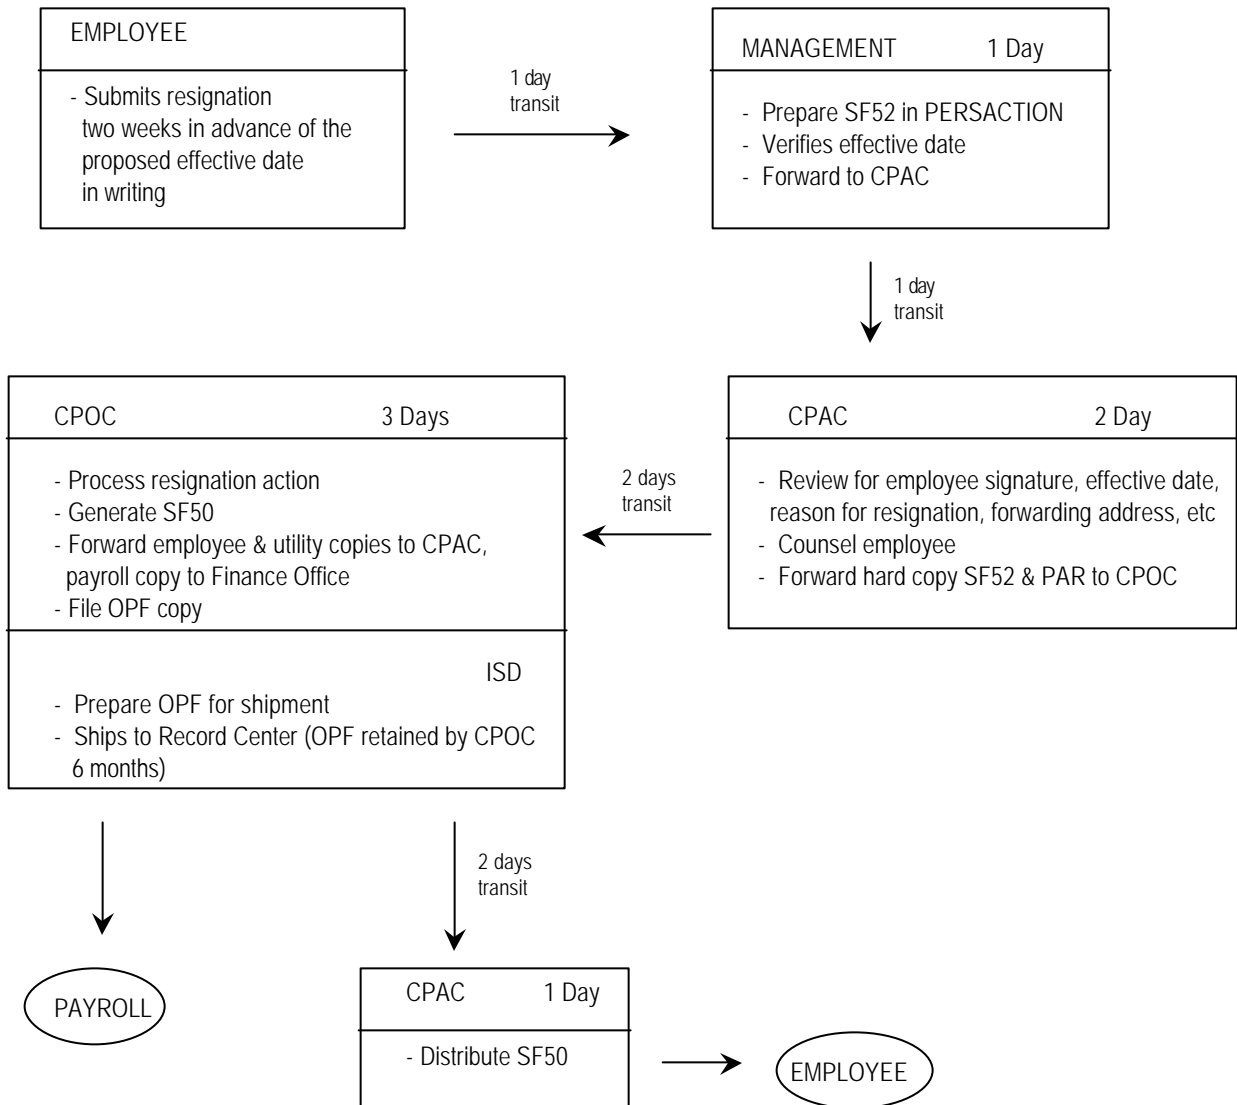 EMPLOYEE
- Submits resignation
two weeks in advance of the
proposed effective date
in writing
1 day
transit
MANAGEMENT 1 Day
- Prepare SF52 in PERSACTION
- Verifies effective date
- Forward to CPAC
1 day
transit
CPAC 2 Day
- Review for employee signature, effective date,
reason for resignation, forwarding address, etc
- Counsel employee
- Forward hard copy SF52 & PAR to CPOC
2 days
transit
CPOC 3 Days
- Process resignation action
- Generate SF50
- Forward employee & utility copies to CPAC,
payroll copy to Finance Office
- File OPF copy
ISD
- Prepare OPF for shipment
- Ships to Record Center (OPF retained by CPOC
6 months)
2 days
transit
PAYROLL
CPAC 1 Day
- Distribute SF50
EMPLOYEE